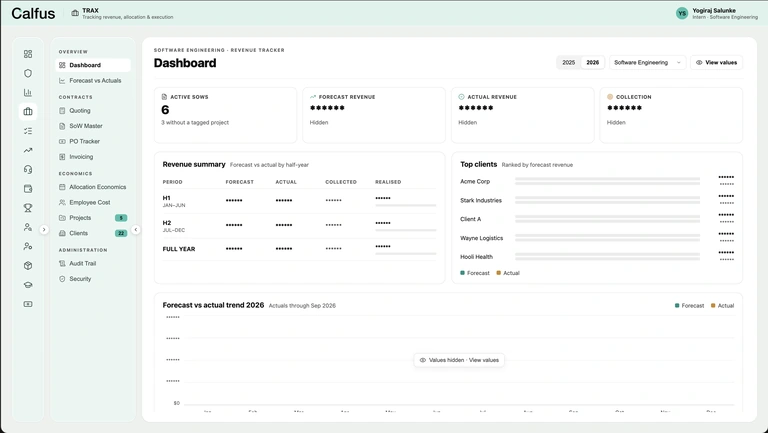 Calfus
TRAX
Tracking revenue, allocation & execution
YS
Yogiraj Salunke
Intern · Software Engineering
OVERVIEW
Dashboard
Forecast vs Actuals
CONTRACTS
Quoting
SoW Master
PO Tracker
Invoicing
ECONOMICS
Allocation Economics
Employee Cost
Projects 5
Clients 22
ADMINISTRATION
Audit Trail
Security
SOFTWARE ENGINEERING · REVENUE TRACKER
Dashboard
2025 2026 Software Engineering View values
ACTIVE SOWS
6
3 without a tagged project
FORECAST REVENUE
******
Hidden
ACTUAL REVENUE
******
Hidden
COLLECTION
******
Hidden
Revenue summary Forecast vs actual by half-year
PERIOD FORECAST ACTUAL COLLECTED REALISED
H1 •••••• •••••• •••••• ••••••
JAN–JUN
H2 •••••• •••••• •••••• ••••••
JUL–DEC
FULL YEAR •••••• •••••• •••••• ••••••
Top clients Ranked by forecast revenue
Acme Corp •••••• ••••••
Stark Industries •••••• ••••••
Client A •••••• ••••••
Wayne Logistics •••••• ••••••
Hooli Health •••••• ••••••
Forecast Actual
Forecast vs actual trend 2026 Actuals through Sep 2026
Forecast Actual
••••••
••••••
••••••
Values hidden · View values
••••••
$0